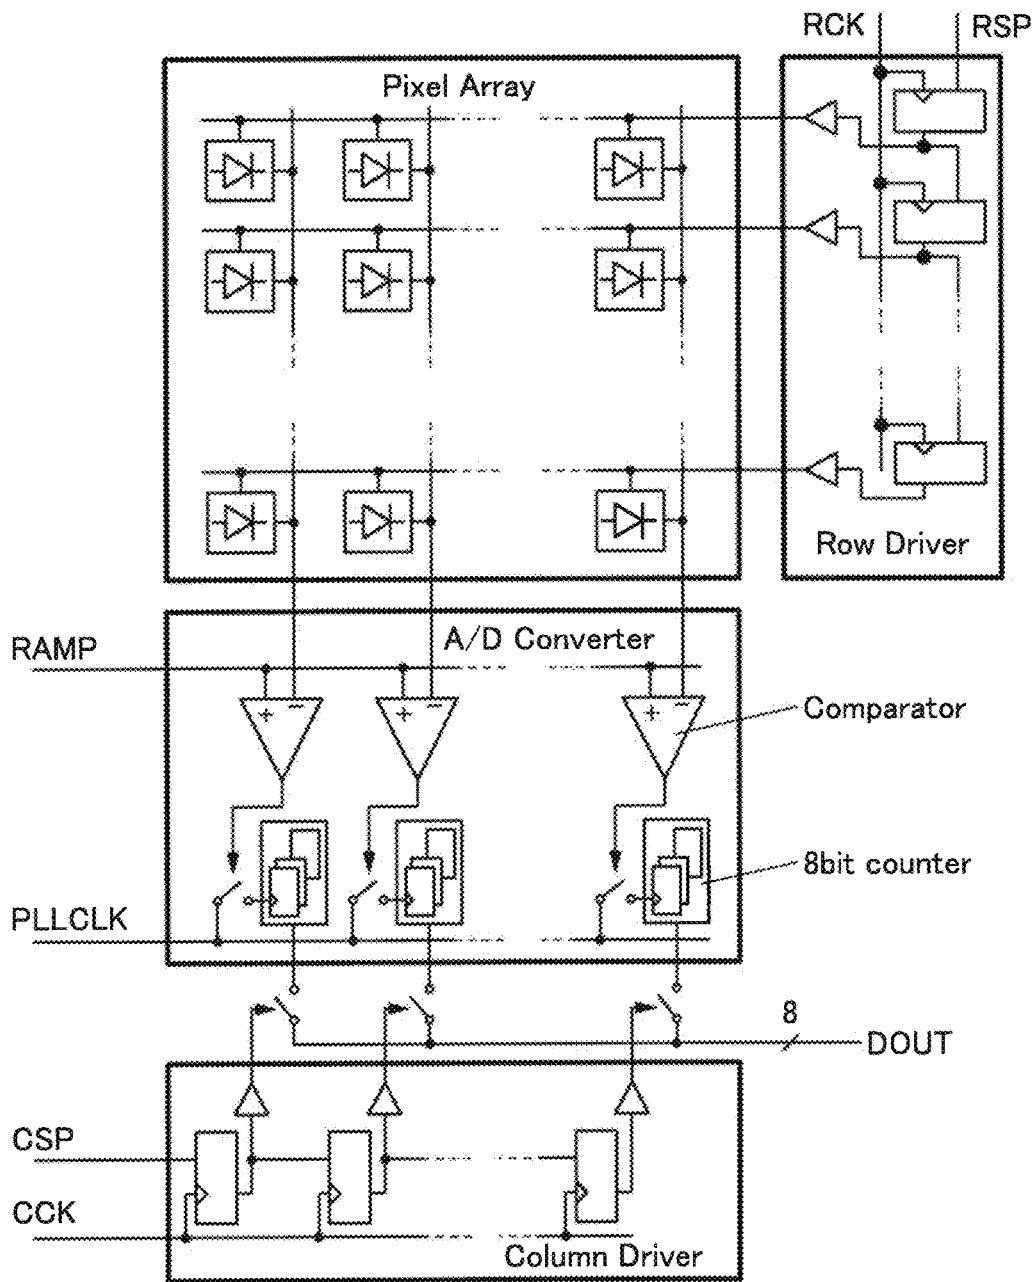 RCK RSP
Pixel Array
Row Driver
A/D Converter
RAMP
+ − + − + −
Comparator
8bit counter
PLLCLK
8
DOUT
CSP
CCK
Column Driver